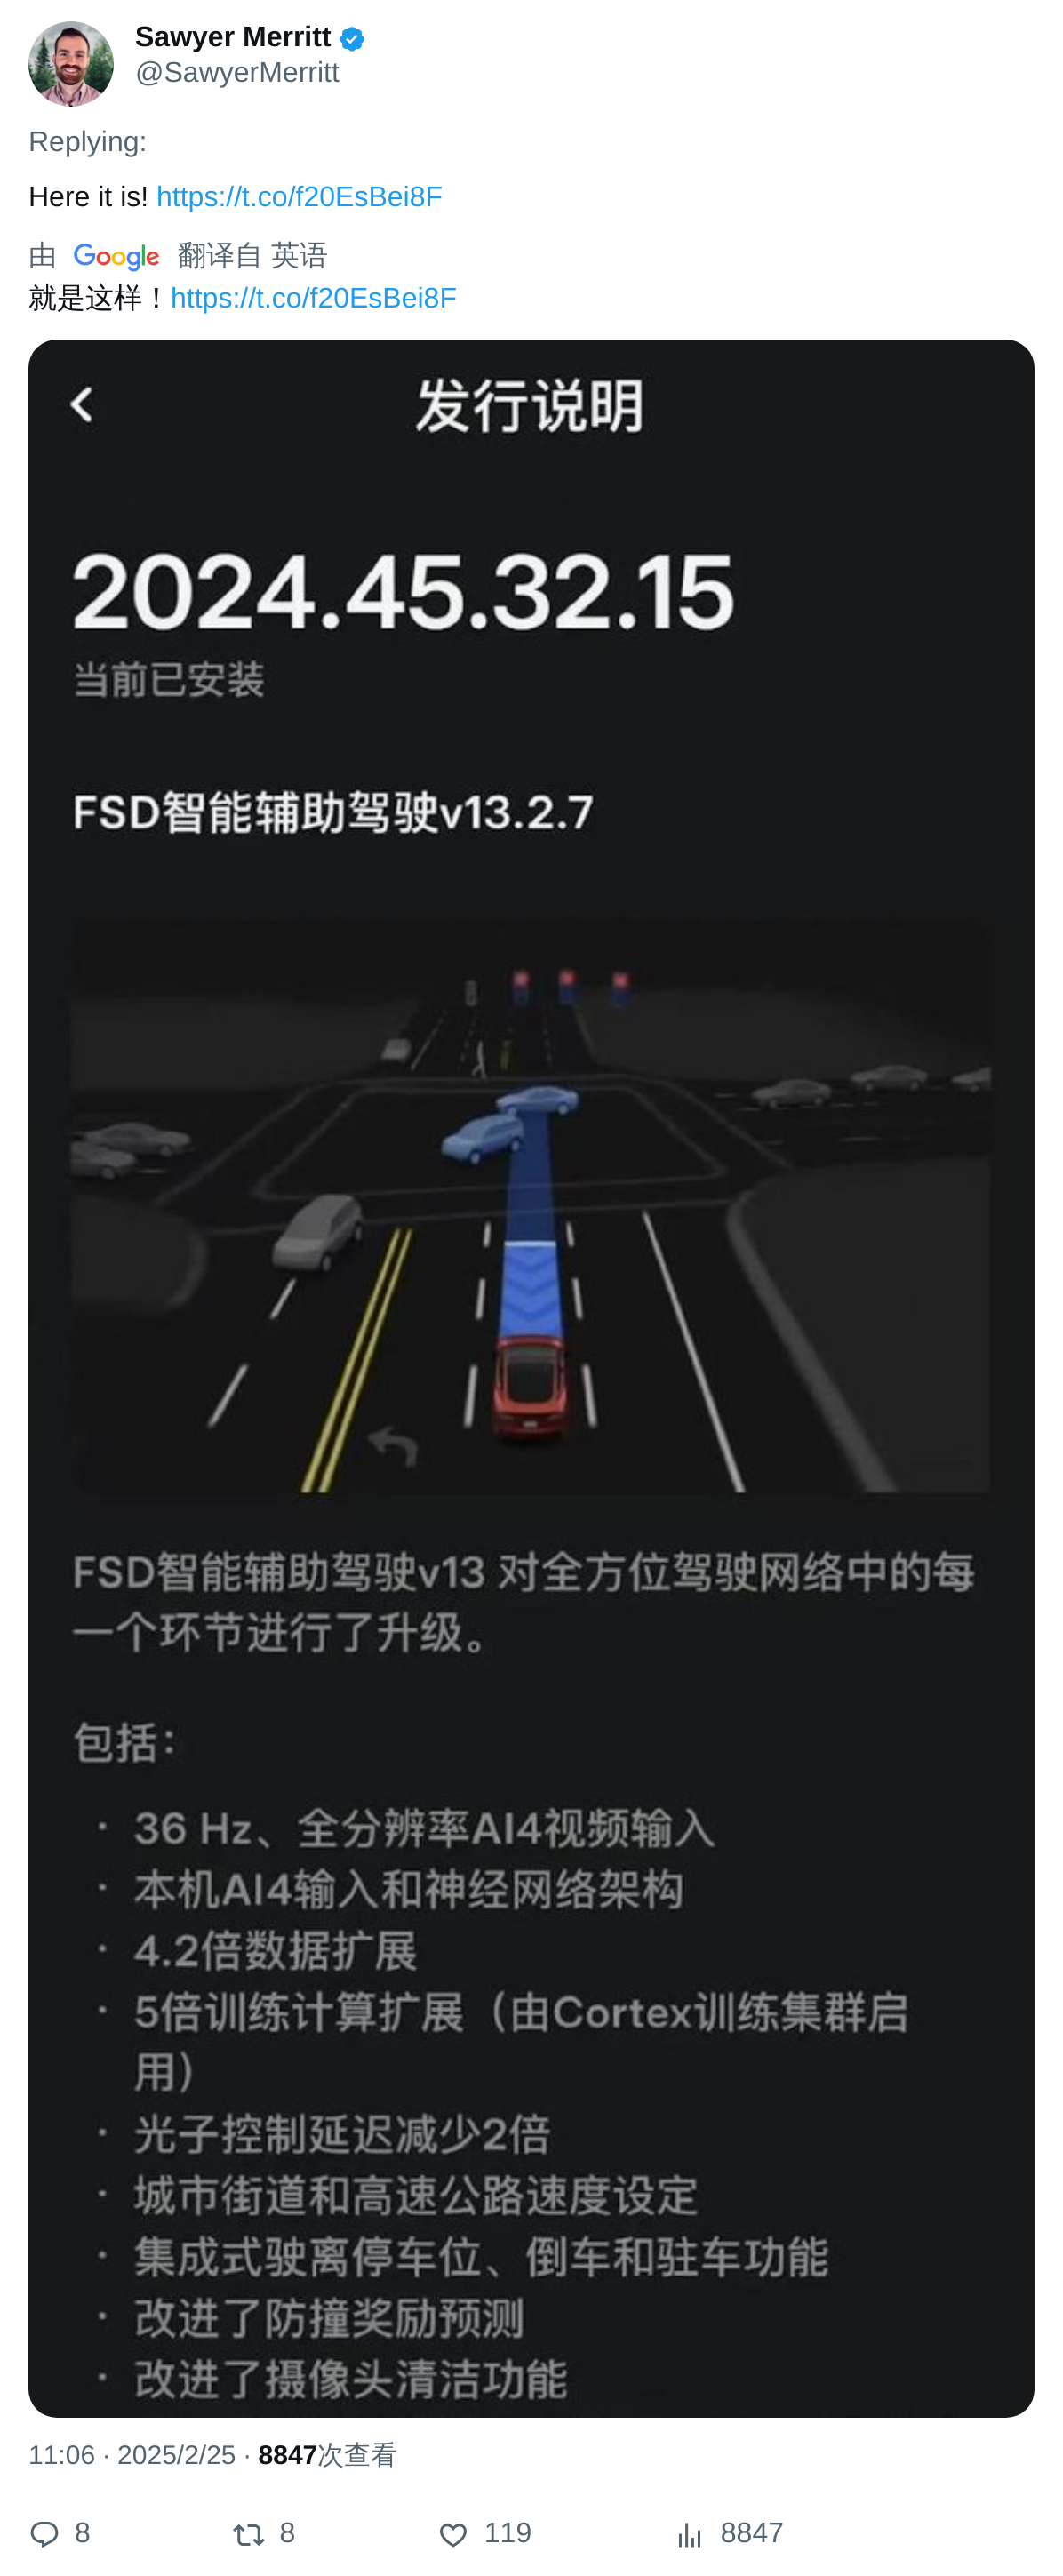 Sawyer Merritt
@SawyerMerritt
Replying:
Here it is! https://t.co/f20EsBei8F
由 Google 翻译自 英语
就是这样！https://t.co/f20EsBei8F
发行说明
2024.45.32.15
当前已安装
FSD智能辅助驾驶v13.2.7
FSD智能辅助驾驶v13 对全方位驾驶网络中的每
一个环节进行了升级。
包括：
· 36 Hz、全分辨率AI4视频输入
· 本机AI4输入和神经网络架构
· 4.2倍数据扩展
· 5倍训练计算扩展（由Cortex训练集群启
用）
· 光子控制延迟减少2倍
· 城市街道和高速公路速度设定
· 集成式驶离停车位、倒车和驻车功能
· 改进了防撞奖励预测
· 改进了摄像头清洁功能
11:06 · 2025/2/25 · 8847次查看
8 8 119 8847